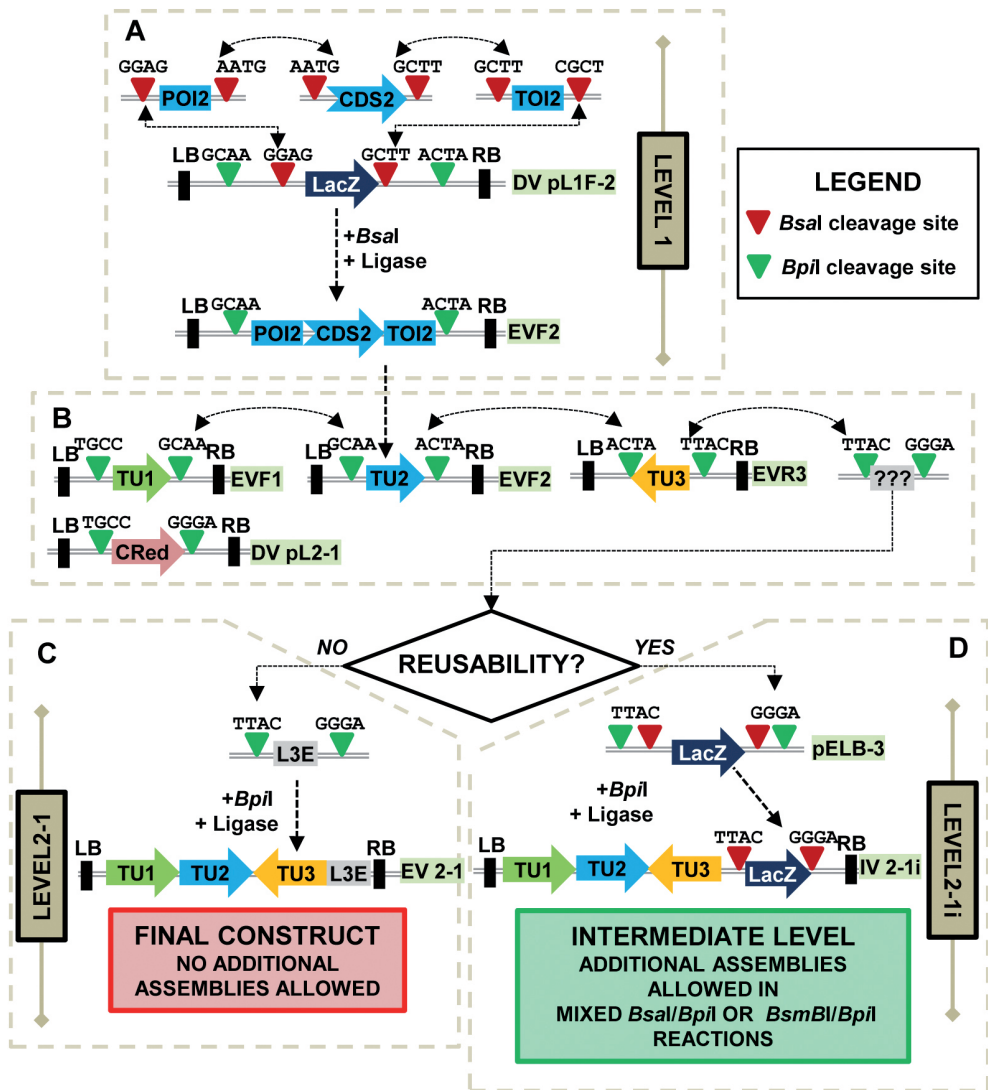 A
GGAG AATG AATG GCTT GCTT CGCT
POI2 CDS2 TOI2
LB GCAA GGAG GCTT ACTA RB
LacZ
DV pL1F-2
+BsaI
+ Ligase
LB GCAA ACTA RB
POI2 CDS2 TOI2
EVF2
LEVEL 1
LEGEND
BsaI cleavage site
BpiI cleavage site
B
LB TGCC GCAA RB
TU1
EVF1
GCAA ACTA
TU2
EVF2
LB ACTA TTAC RB
TU3
EVR3
TTAC GGGA
???
LB TGCC GGGA RB
CRed
DV pL2-1
REUSABILITY?
NO
YES
C
TTAC GGGA
L3E
+BpiI
+ Ligase
LB RB
TU1 TU2 TU3 L3E
EV 2-1
LEVEL2-1
FINAL CONSTRUCT
NO ADDITIONAL
ASSEMBLIES ALLOWED
D
TTAC GGGA
LacZ
pELB-3
+BpiI
+ Ligase
LB TTAC GGGA RB
TU1 TU2 TU3 LacZ
IV 2-1i
LEVEL2-1i
INTERMEDIATE LEVEL
ADDITIONAL ASSEMBLIES
ALLOWED IN
MIXED BsaI/BpiI OR BsmBI/BpiI
REACTIONS